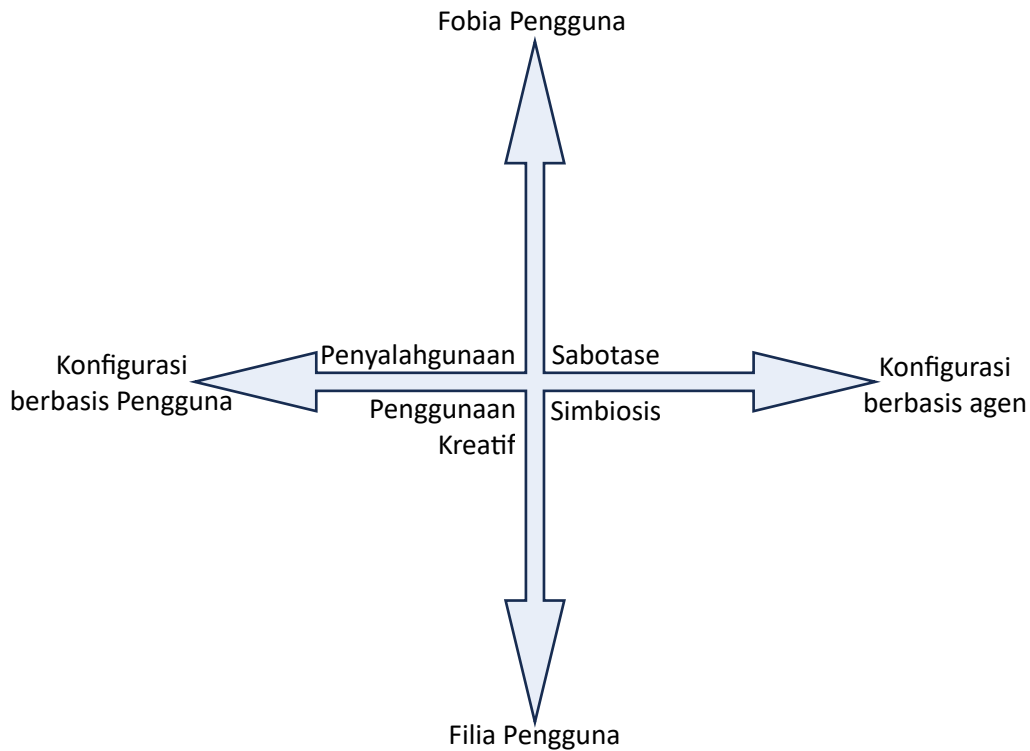 Fobia Pengguna
Penyalahgunaan
Sabotase
Konfigurasi
berbasis Pengguna
Konfigurasi
berbasis agen
Penggunaan
Kreatif
Simbiosis
Filia Pengguna